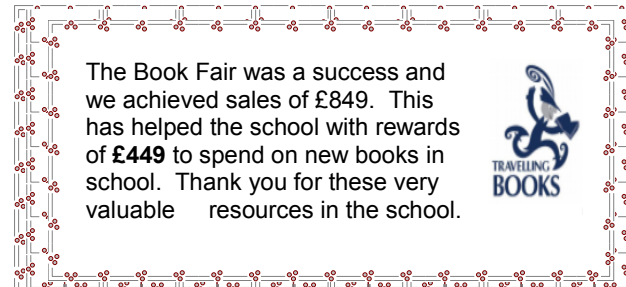 The Book Fair was a success and
we achieved sales of £849.  This
has helped the school with rewards
of £449 to spend on new books in
school.  Thank you for these very
valuable    resources in the school.
TRAVELLING
BOOKS